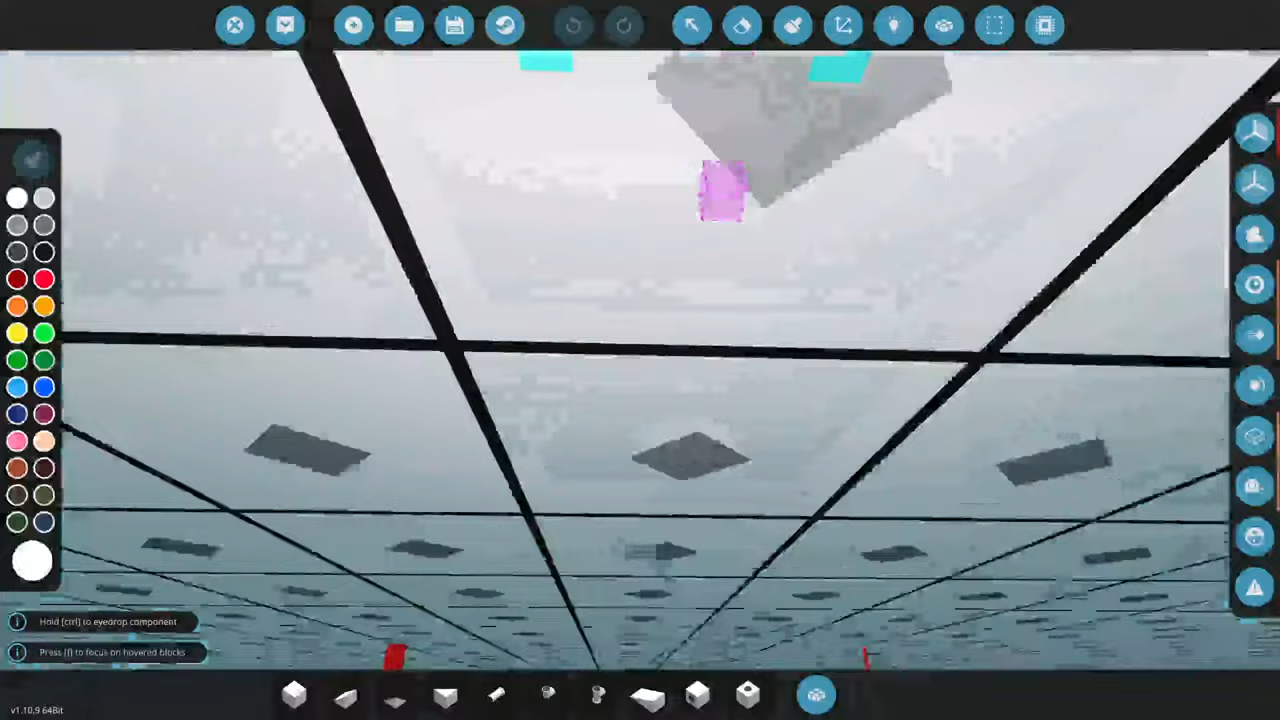 Hold [ctrl] to eyedrop component
Press [f] to focus on hovered blocks
v1.10.9 64Bit